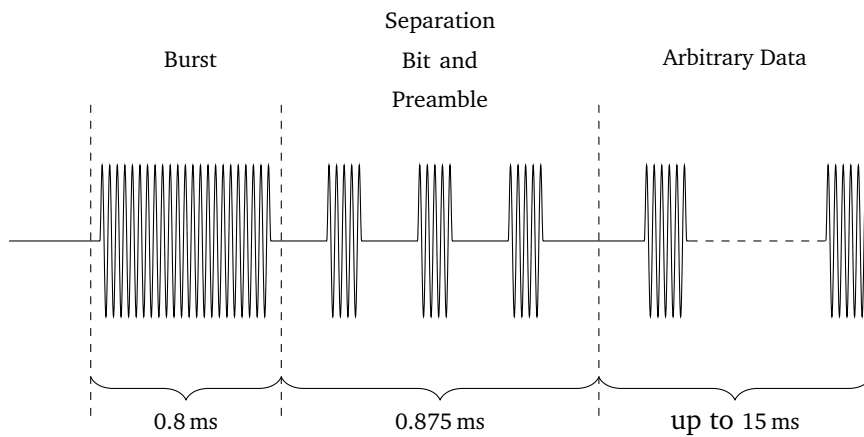 Burst
Separation
Bit and
Preamble
Arbitrary Data
0.8 ms
0.875 ms
up to 15 ms